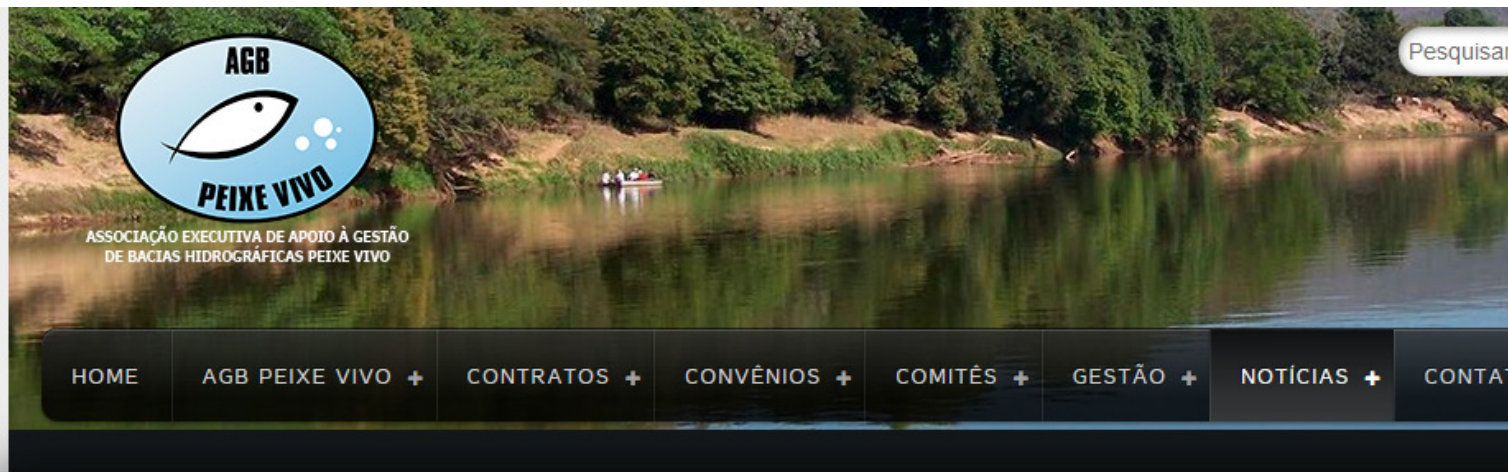 AGB
PEIXE VIVO
ASSOCIAÇÃO EXECUTIVA DE APOIO À GESTÃO
DE BACIAS HIDROGRÁFICAS PEIXE VIVO
Pesquisar
HOME AGB PEIXE VIVO + CONTRATOS + CONVÊNIOS + COMITÊS + GESTÃO + NOTÍCIAS + CONTAT